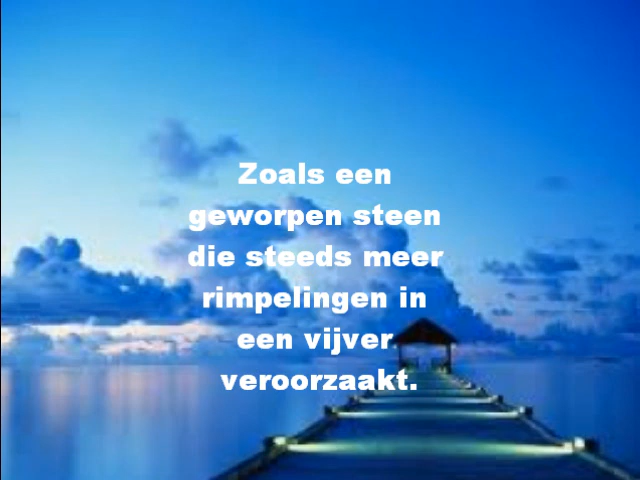 Zoals een
geworpen steen
die steeds meer
rimpelingen in
een vijver
veroorzaakt.